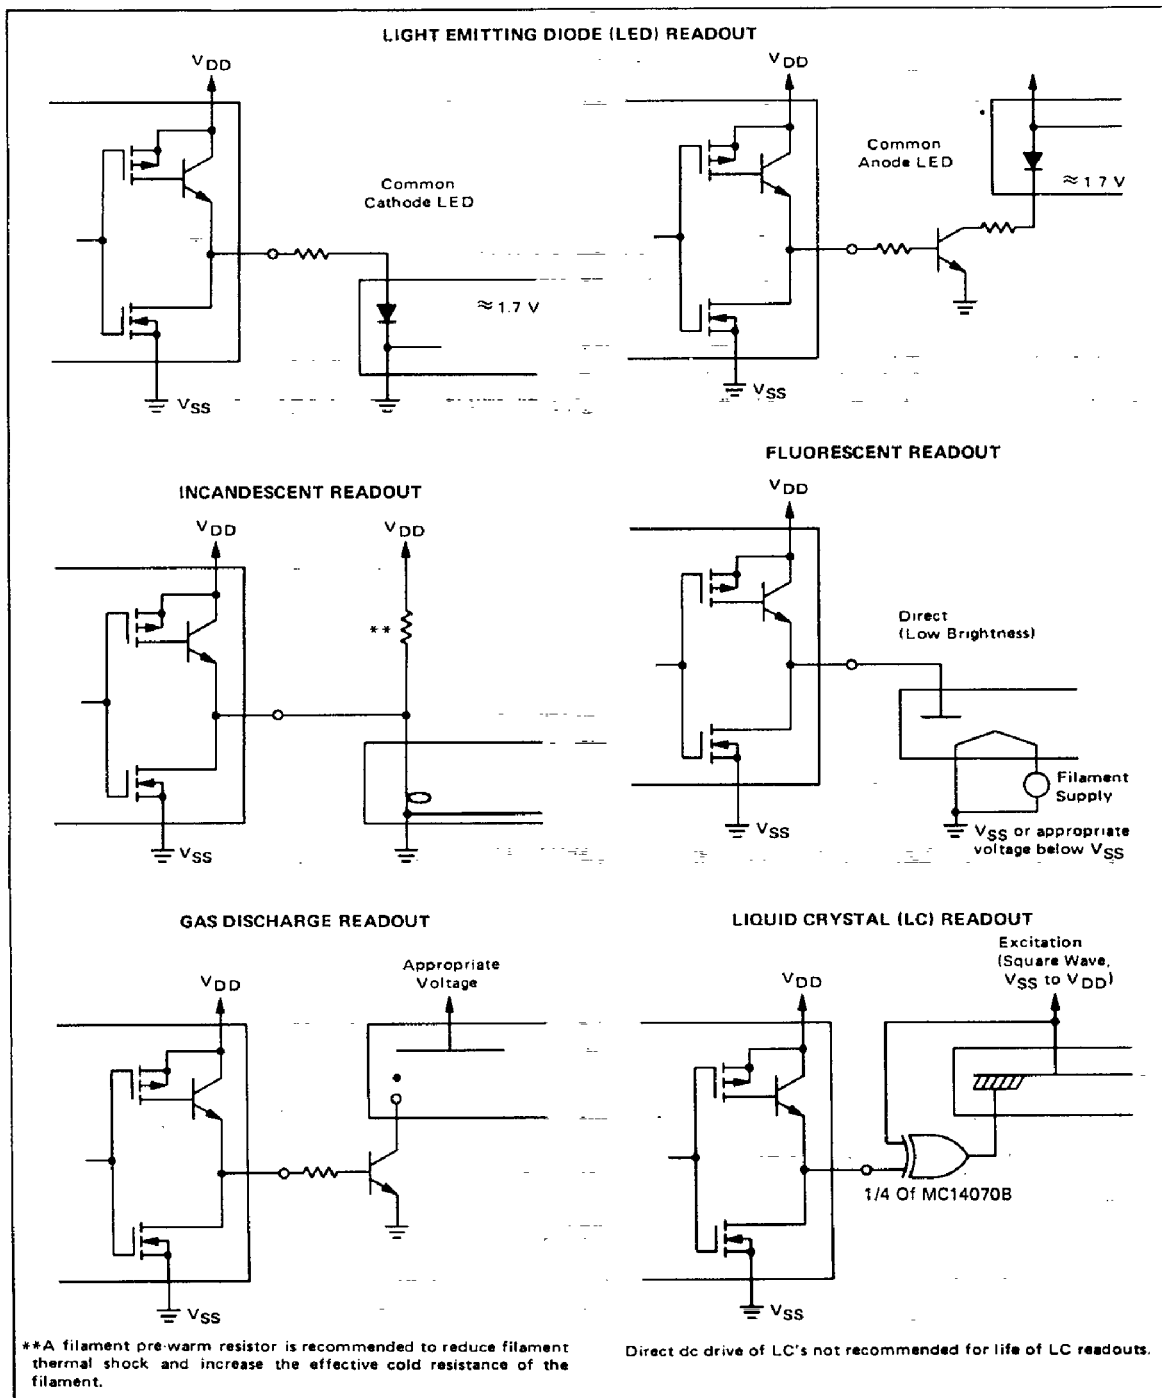 LIGHT EMITTING DIODE (LED) READOUT
VDD
Common
Cathode LED
≈ 1.7 V
VSS
VDD
Common
Anode LED
≈ 1.7 V
VSS
INCANDESCENT READOUT
VDD
VDD
**
VSS
FLUORESCENT READOUT
VDD
Direct
(Low Brightness)
Filament
Supply
VSS
VSS or appropriate
voltage below VSS
GAS DISCHARGE READOUT
Appropriate
Voltage
VDD
VSS
LIQUID CRYSTAL (LC) READOUT
Excitation
(Square Wave,
VSS to VDD)
VDD
1/4 Of MC14070B
VSS
**A filament pre-warm resistor is recommended to reduce filament
thermal shock and increase the effective cold resistance of the
filament.
Direct dc drive of LC's not recommended for life of LC readouts.